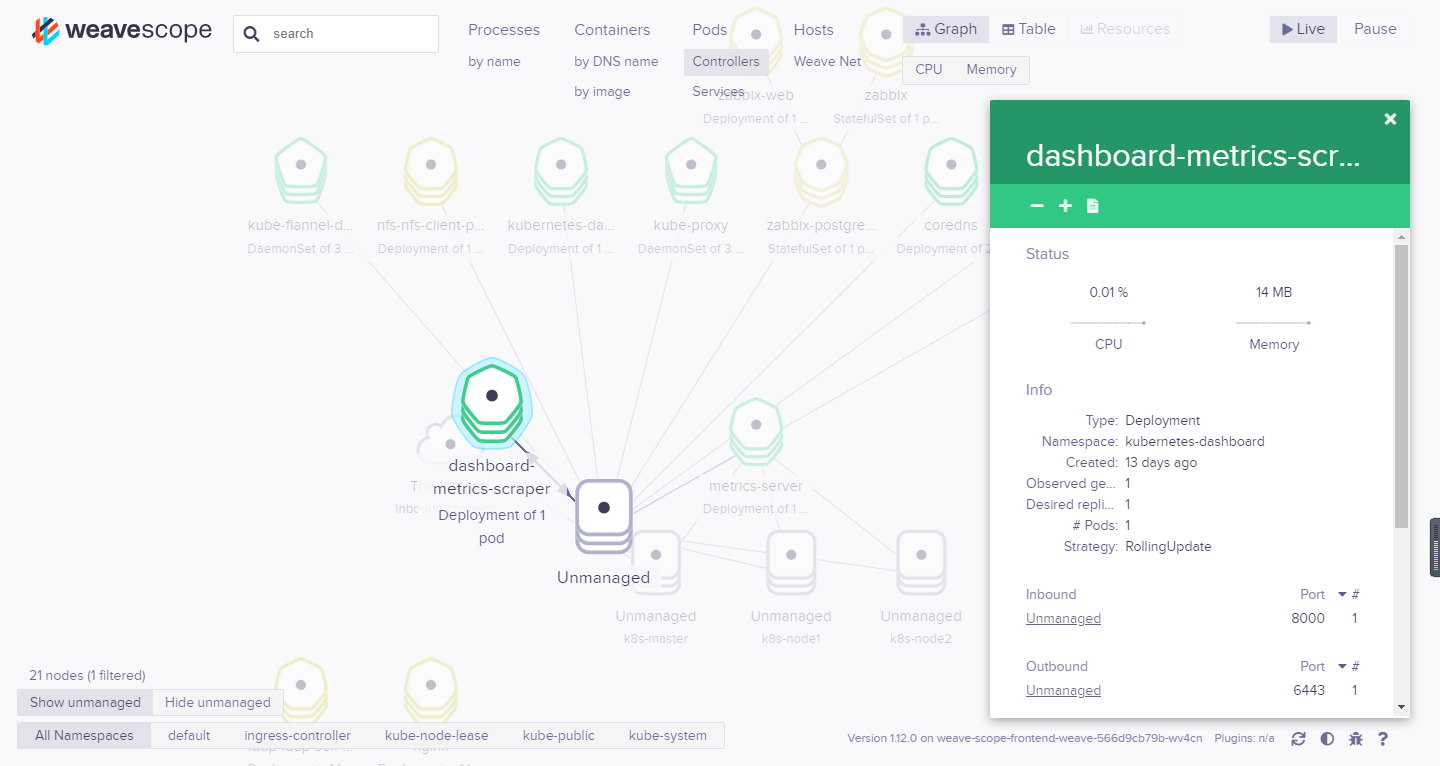 weavescope
search
Processes
by name
Containers
by DNS name
by image
Pods
Controllers
Services
Hosts
Weave Net
Graph
Table
Resources
CPU
Memory
Live
Pause
zabbix-web
Deployment of 1 ...
zabbix
StatefulSet of 1 p...
kube-flannel-d...
DaemonSet of 3 ...
nfs-nfs-client-p...
Deployment of 1 ...
kubernetes-da...
Deployment of 1 ...
kube-proxy
DaemonSet of 3 ...
zabbix-postgre...
StatefulSet of 1 p...
coredns
Deployment of 2
dashboard-
metrics-scraper
Deployment of 1
pod
Unmanaged
metrics-server
Deployment of 1 ...
Unmanaged
k8s-master
Unmanaged
k8s-node1
Unmanaged
k8s-node2
dashboard-metrics-scr...
Status
0.01 %
CPU
14 MB
Memory
Info
Type: Deployment
Namespace: kubernetes-dashboard
Created: 13 days ago
Observed ge... 1
Desired repli... 1
# Pods: 1
Strategy: RollingUpdate
Inbound Port #
Unmanaged 8000 1
Outbound Port #
Unmanaged 6443 1
21 nodes (1 filtered)
Show unmanaged
Hide unmanaged
All Namespaces
default
ingress-controller
kube-node-lease
kube-public
kube-system
nginx
Version 1.12.0 on weave-scope-frontend-weave-566d9cb79b-wv4cn
Plugins: n/a